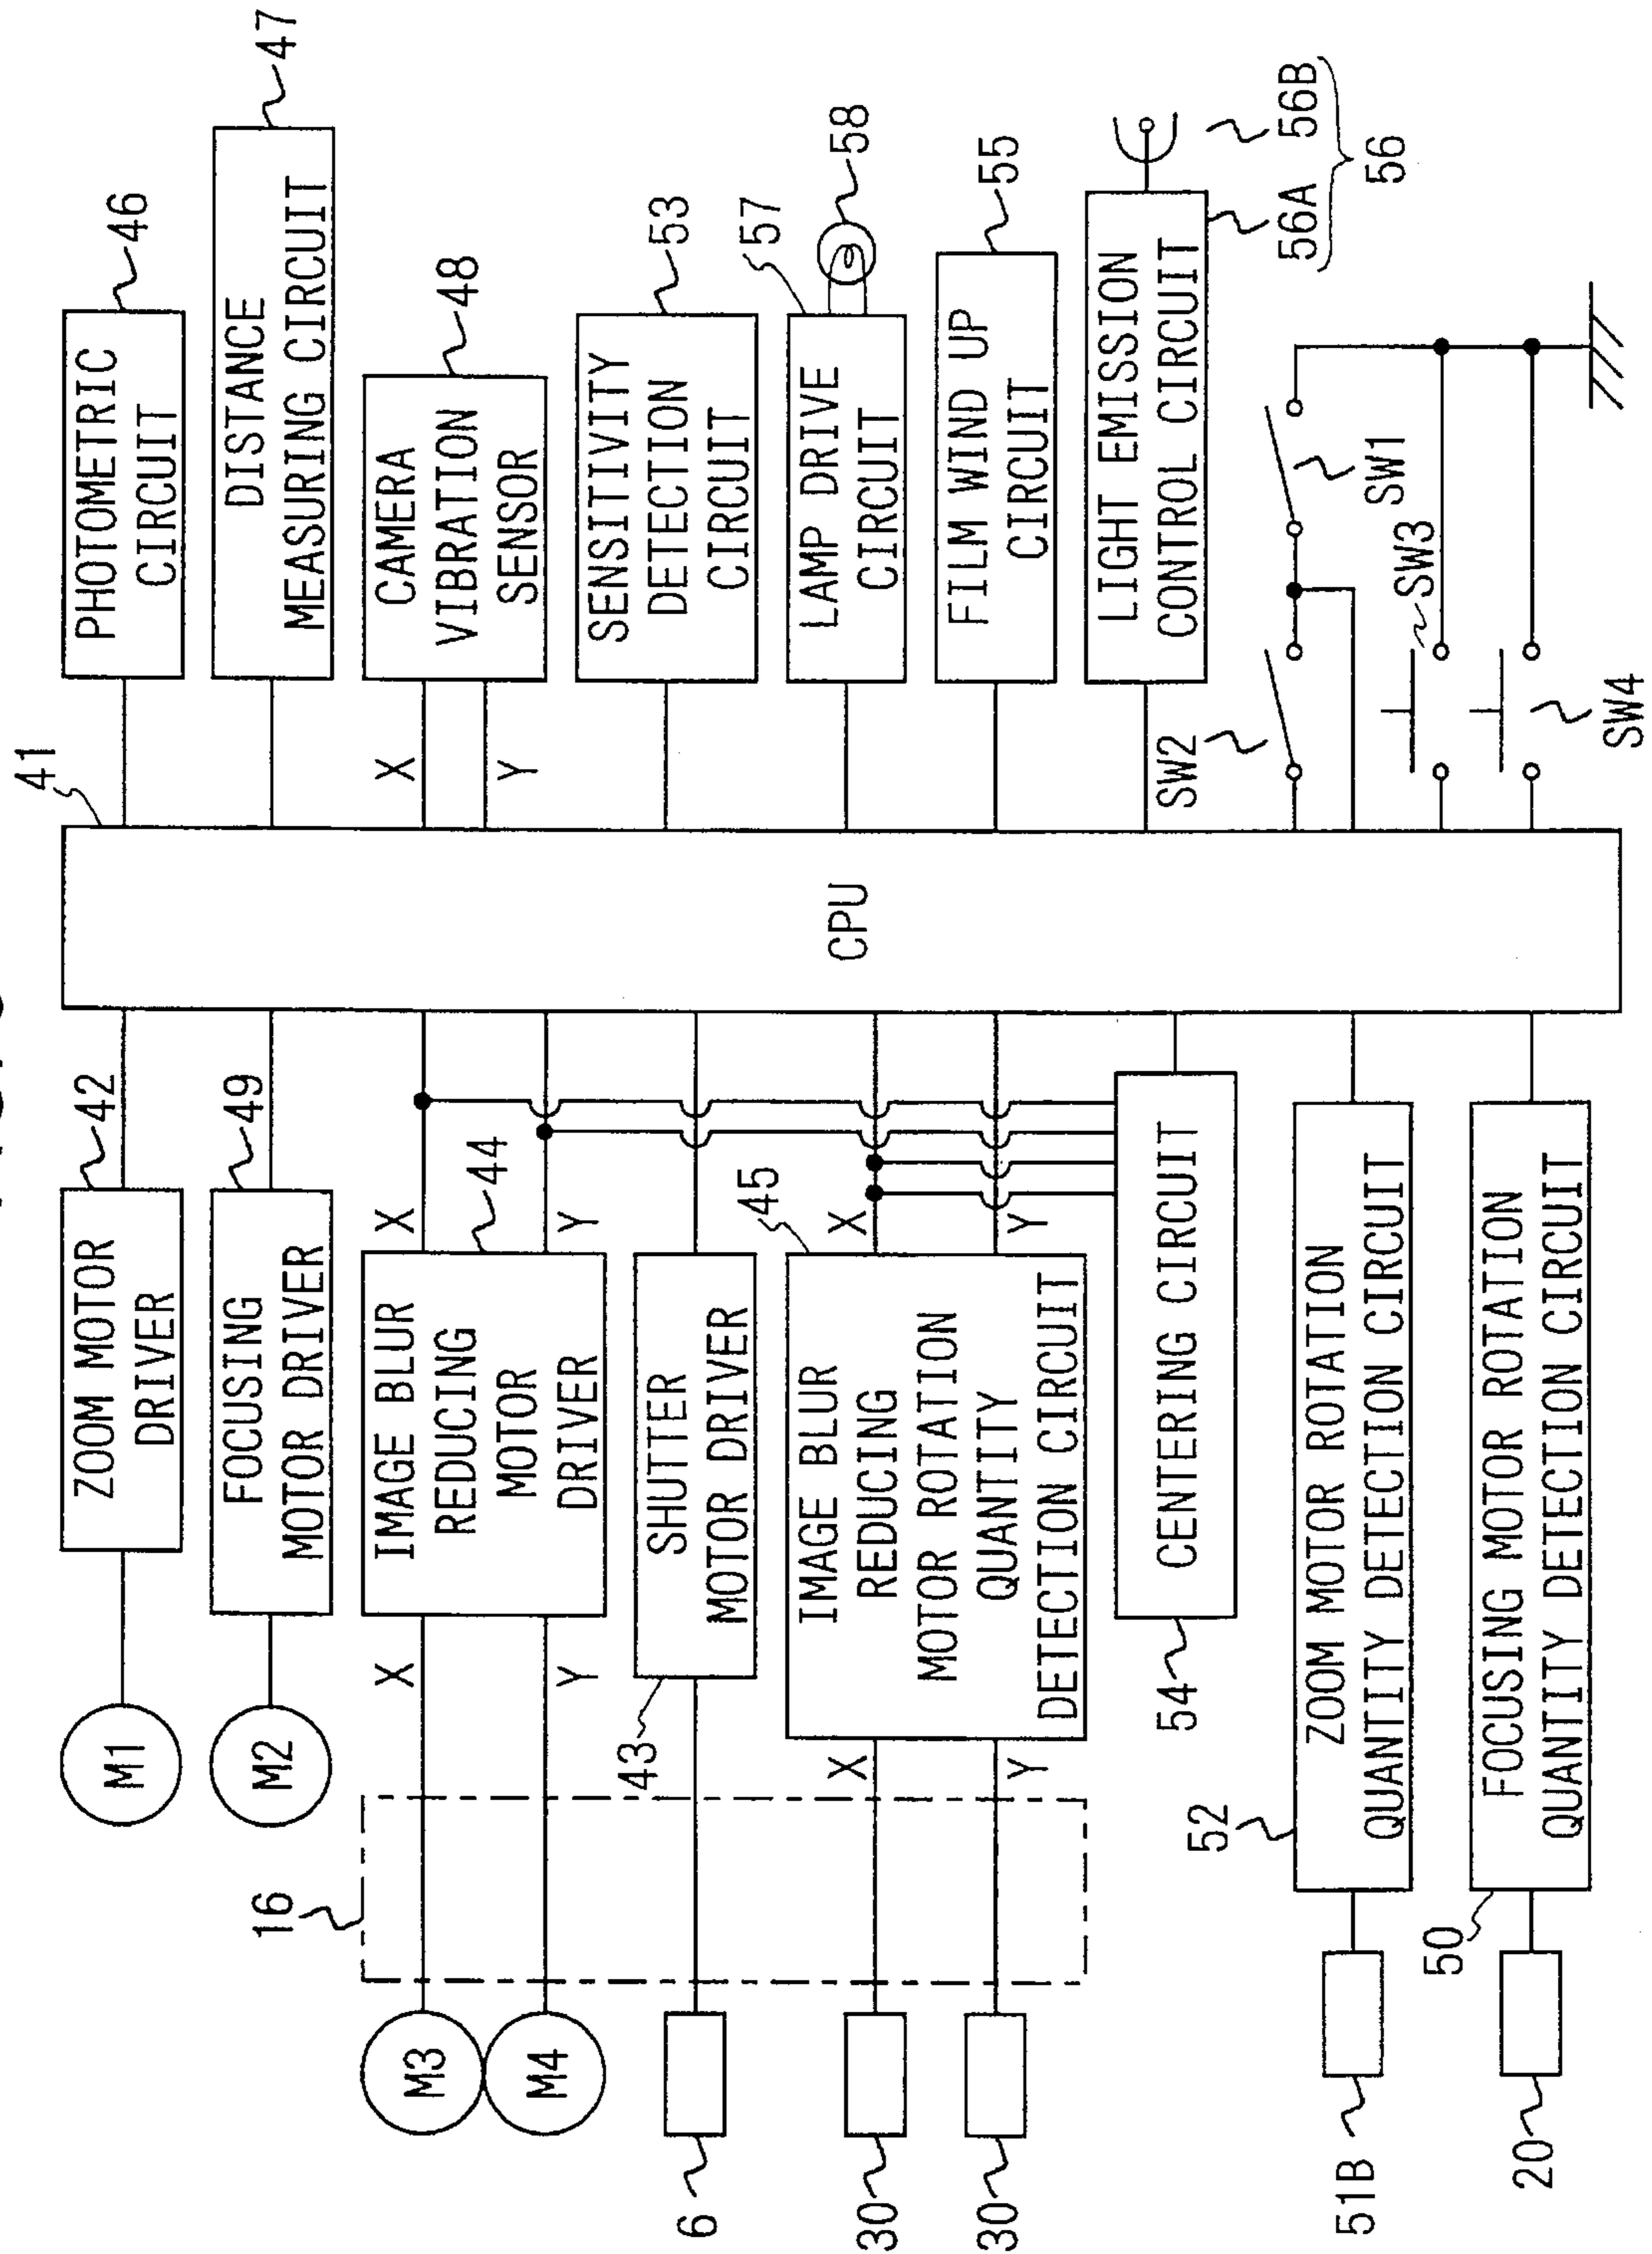 41
CPU
M1
ZOOM MOTOR
DRIVER
42
M2
FOCUSING
MOTOR DRIVER
49
16
M3
M4
X
Y
IMAGE BLUR
REDUCING
MOTOR
DRIVER
X
Y
44
6
43
SHUTTER
MOTOR DRIVER
30
30
X
Y
IMAGE BLUR
REDUCING
MOTOR ROTATION
QUANTITY
DETECTION CIRCUIT
45
X
Y
54
CENTERING CIRCUIT
51B
52
ZOOM MOTOR ROTATION
QUANTITY DETECTION CIRCUIT
20
50
FOCUSING MOTOR ROTATION
QUANTITY DETECTION CIRCUIT
PHOTOMETRIC
CIRCUIT
46
DISTANCE
MEASURING CIRCUIT
47
X
Y
CAMERA
VIBRATION
SENSOR
48
SENSITIVITY
DETECTION
CIRCUIT
53
LAMP DRIVE
CIRCUIT
57
58
FILM WIND UP
CIRCUIT
55
LIGHT EMISSION
CONTROL CIRCUIT
56A
56B
56
SW2
SW1
SW3
SW4